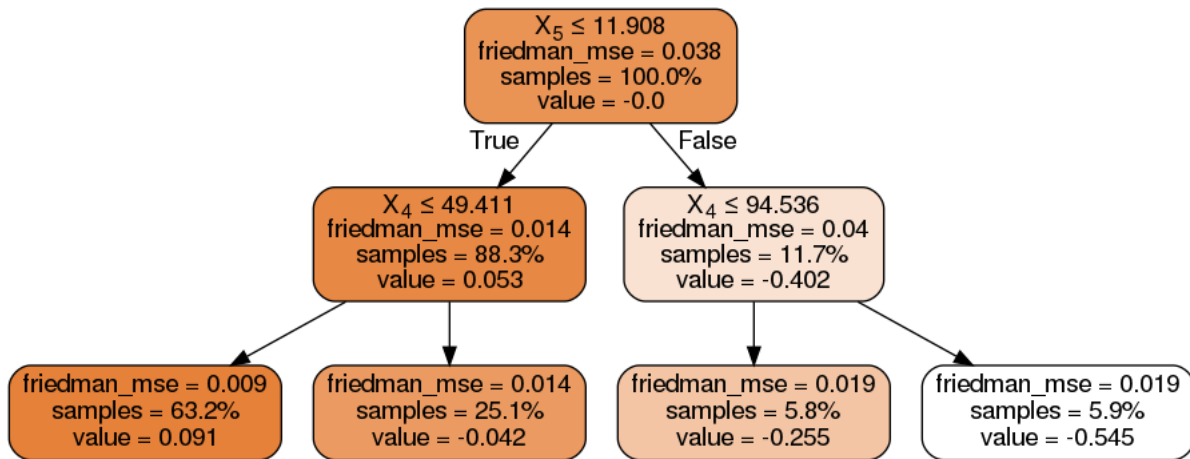 X5 ≤ 11.908
friedman_mse = 0.038
samples = 100.0%
value = -0.0
True
False
X4 ≤ 49.411
friedman_mse = 0.014
samples = 88.3%
value = 0.053
X4 ≤ 94.536
friedman_mse = 0.04
samples = 11.7%
value = -0.402
friedman_mse = 0.009
samples = 63.2%
value = 0.091
friedman_mse = 0.014
samples = 25.1%
value = -0.042
friedman_mse = 0.019
samples = 5.8%
value = -0.255
friedman_mse = 0.019
samples = 5.9%
value = -0.545